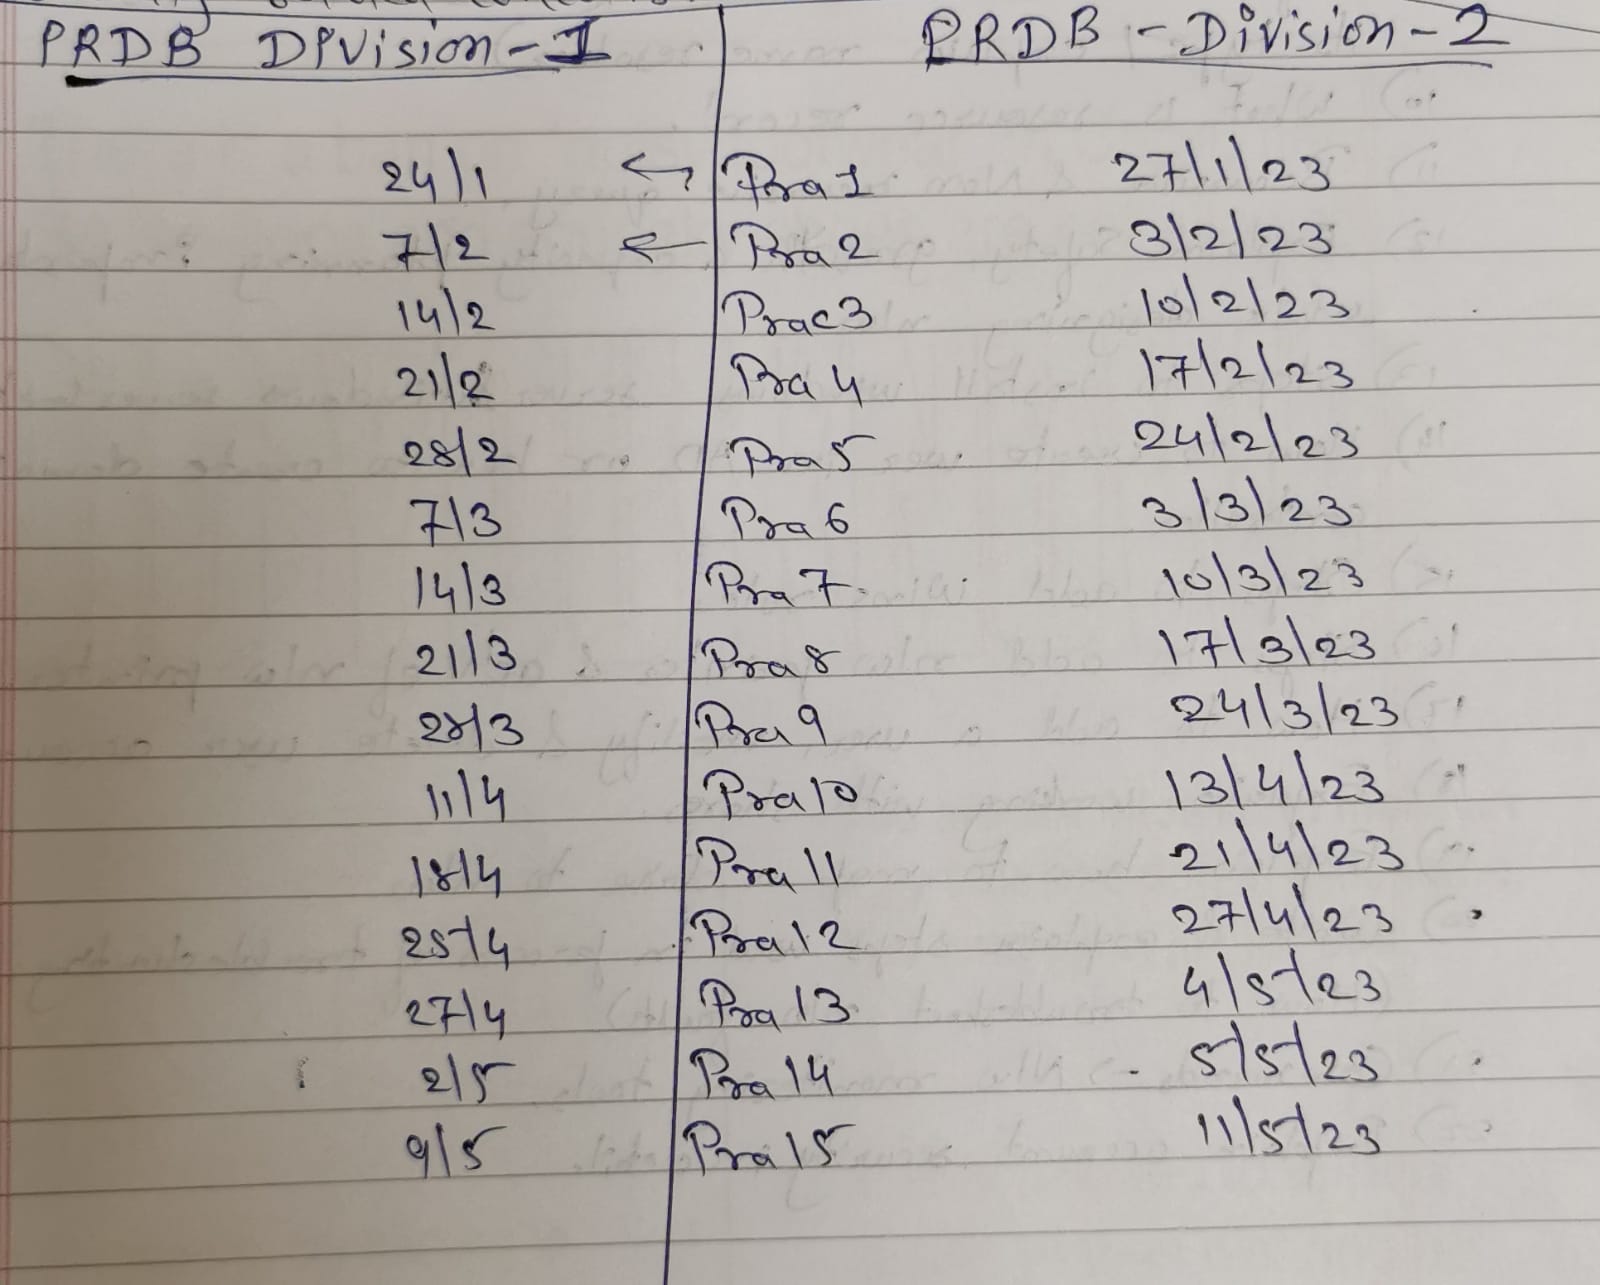 PRDB Division-1 PRDB - Division-2
24/1 ← Pra 1 27/1/23
7/2 ← Pra 2 3/2/23
14/2 Prac 3 10/2/23
21/2 Pra 4 17/2/23
28/2 Pra 5 24/2/23
7/3 Pra 6 3/3/23
14/3 Pra 7 10/3/23
21/3 Pra 8 17/3/23
28/3 Pra 9 24/3/23
11/4 Pra 10 13/4/23
18/4 Pra 11 21/4/23
25/4 Pra 12 27/4/23
27/4 Pra 13 4/5/23
2/5 Pra 14 5/5/23
9/5 Pra 15 11/5/23